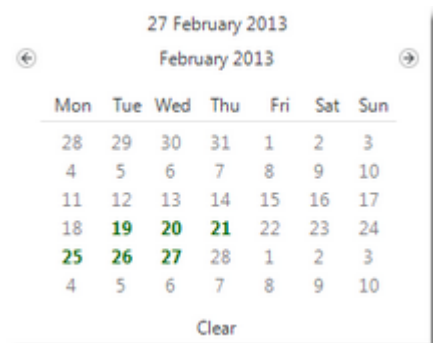 27 February 2013
February 2013
Mon Tue Wed Thu Fri Sat Sun
28 29 30 31 1 2 3
4 5 6 7 8 9 10
11 12 13 14 15 16 17
18 19 20 21 22 23 24
25 26 27 28 1 2 3
4 5 6 7 8 9 10
Clear